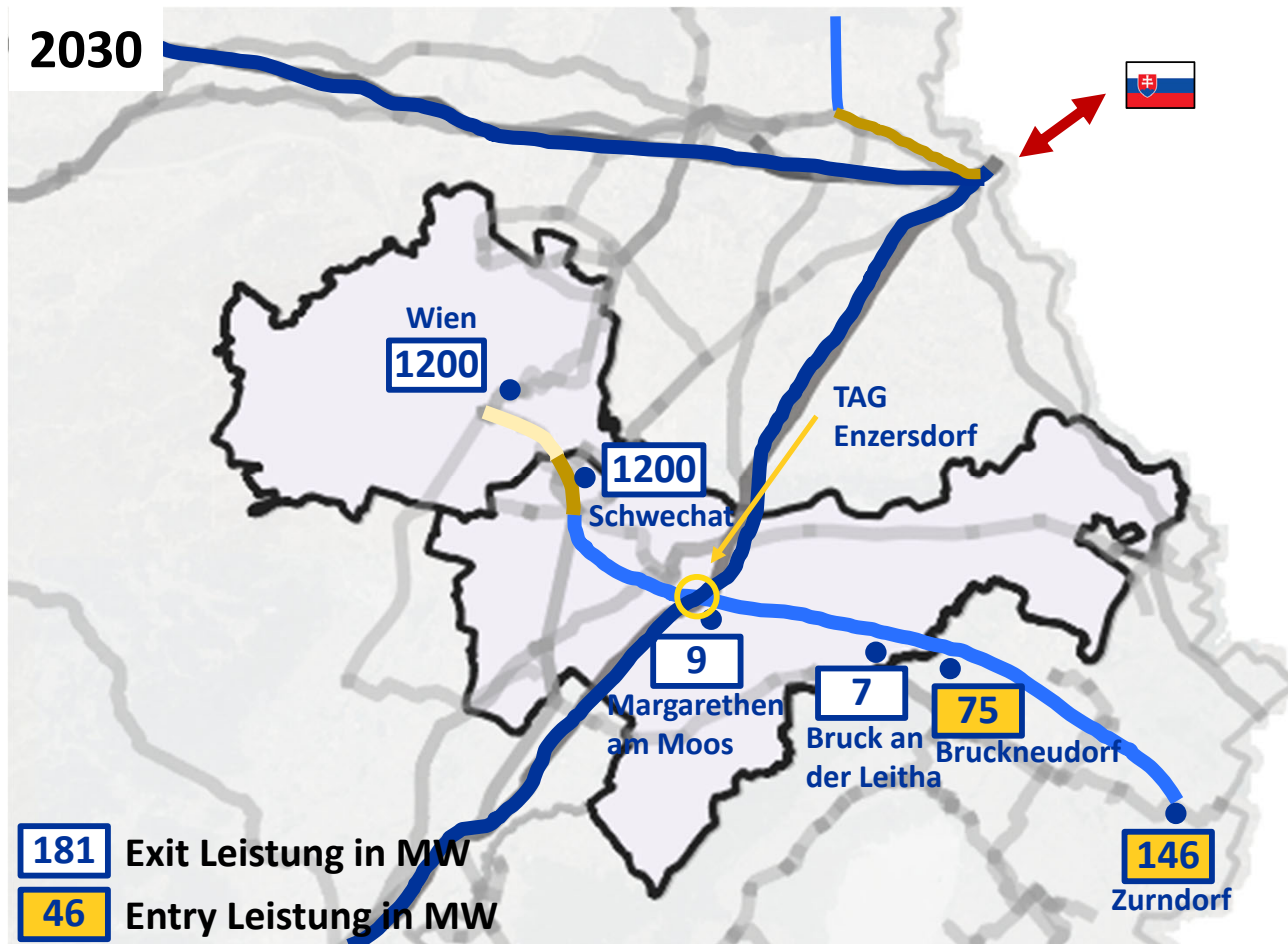 2030
Wien
1200
TAG
Enzersdorf
1200
Schwechat
9
Margarethen
am Moos
7
Bruck an
der Leitha
75
Bruckneudorf
146
Zurndorf
181 Exit Leistung in MW
46 Entry Leistung in MW